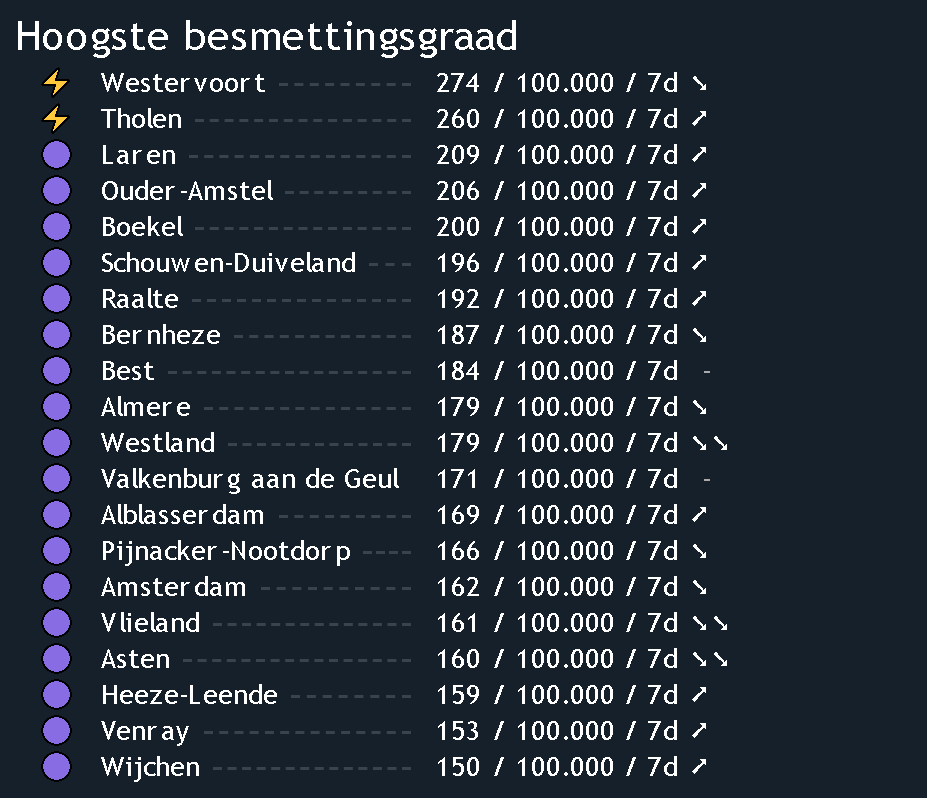 Hoogste besmettingsgraad
⚡ Westervoort ----------- 274 / 100.000 / 7d ↘
⚡ Tholen ------------------ 260 / 100.000 / 7d ↗
Laren ------------------- 209 / 100.000 / 7d ↗
Ouder-Amstel ----------- 206 / 100.000 / 7d ↗
Boekel ------------------ 200 / 100.000 / 7d ↗
Schouwen-Duiveland --- 196 / 100.000 / 7d ↗
Raalte ------------------ 192 / 100.000 / 7d ↗
Bernheze --------------- 187 / 100.000 / 7d ↘
Best -------------------- 184 / 100.000 / 7d -
Almere ----------------- 179 / 100.000 / 7d ↘
Westland --------------- 179 / 100.000 / 7d ↘↘
Valkenburg aan de Geul 171 / 100.000 / 7d -
Alblasserdam ----------- 169 / 100.000 / 7d ↗
Pijnacker-Nootdorp ---- 166 / 100.000 / 7d ↘
Amsterdam ------------- 162 / 100.000 / 7d ↘
Vlieland ---------------- 161 / 100.000 / 7d ↘↘
Asten ------------------- 160 / 100.000 / 7d ↘↘
Heeze-Leende ---------- 159 / 100.000 / 7d ↗
Venray ----------------- 153 / 100.000 / 7d ↗
Wijchen ---------------- 150 / 100.000 / 7d ↗